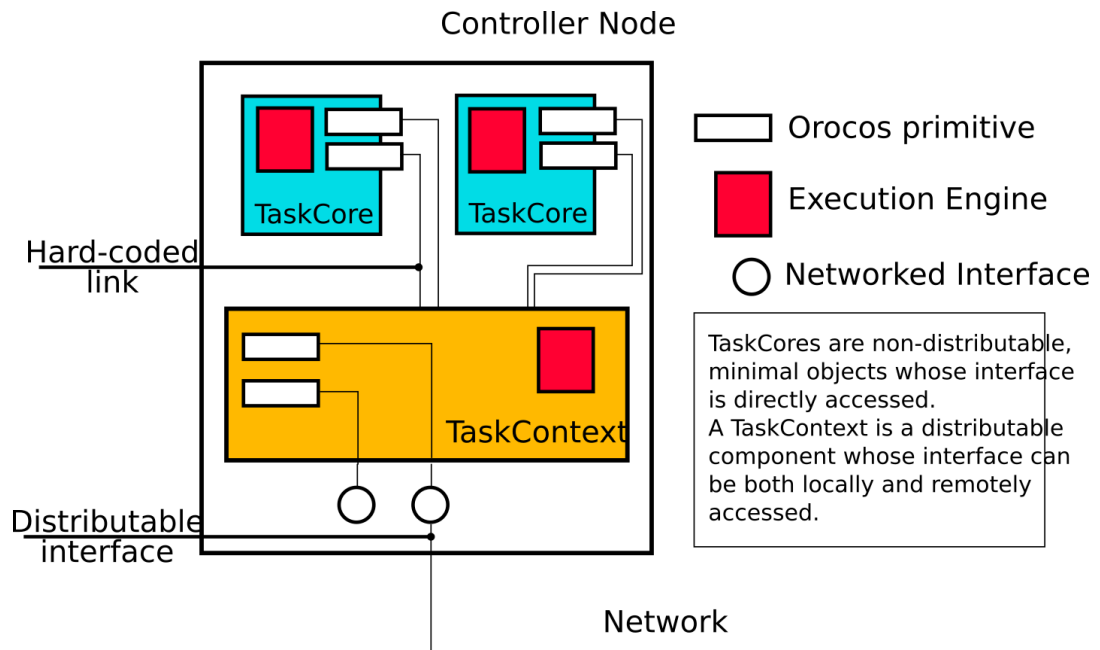 Controller Node
TaskCore
TaskCore
Hard-coded
link
TaskContext
Distributable
interface
Orocos primitive
Execution Engine
Networked Interface
TaskCores are non-distributable,
minimal objects whose interface
is directly accessed.
A TaskContext is a distributable
component whose interface can
be both locally and remotely
accessed.
Network